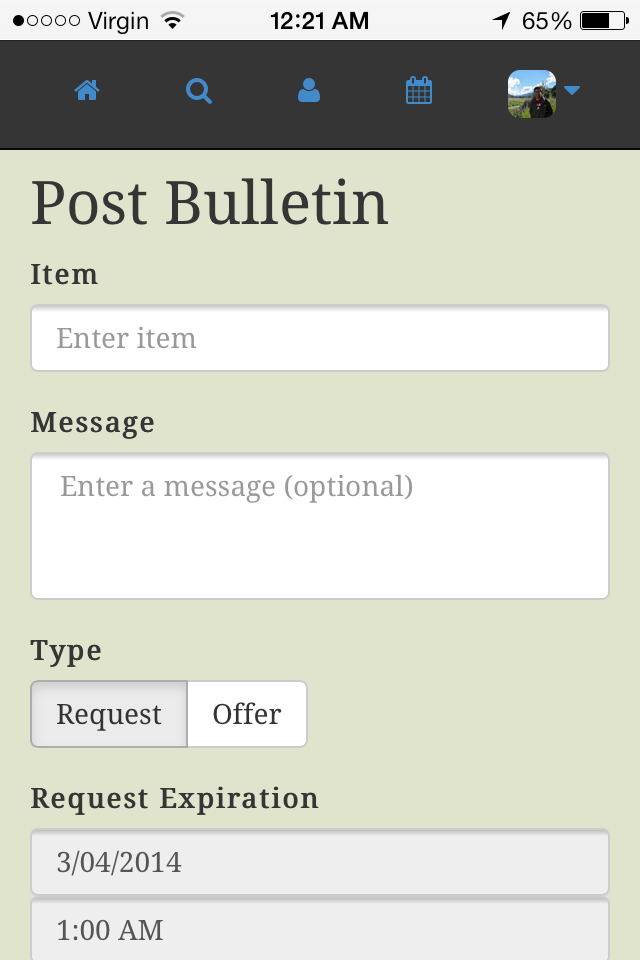 Virgin 12:21 AM 65%
Post Bulletin
Item
Enter item
Message
Enter a message (optional)
Type
Request Offer
Request Expiration
3/04/2014
1:00 AM